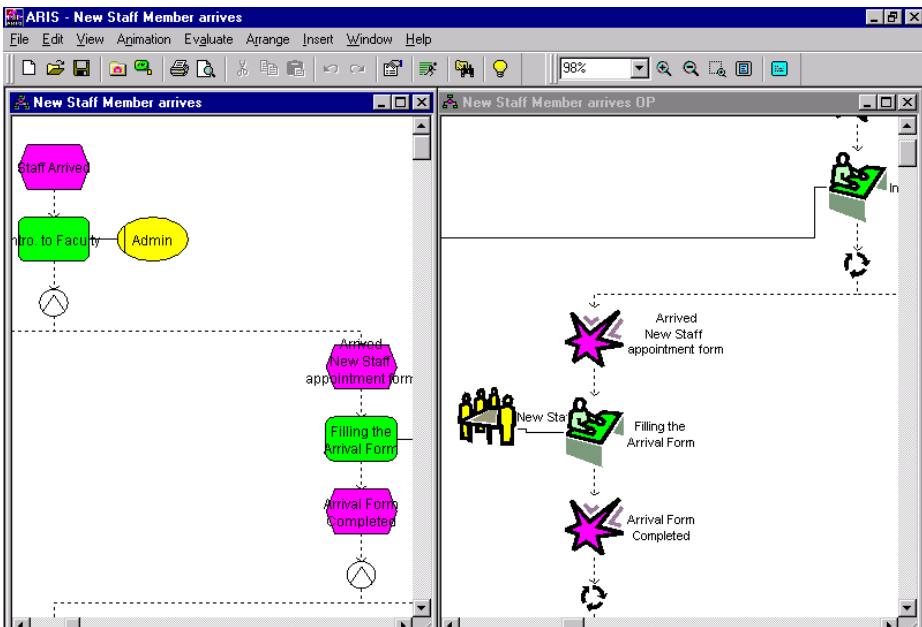 ARIS - New Staff Member arrives
File Edit View Animation Evaluate Arrange Insert Window Help
98%
New Staff Member arrives
Staff Arrived
ntro. to Faculty
Admin
Arrived
New Staff
appointment form
Filling the
Arrival Form
Arrival Form
Completed
New Staff Member arrives OP
In
Arrived
New Staff
appointment form
New Sta
Filling the
Arrival Form
Arrival Form
Completed